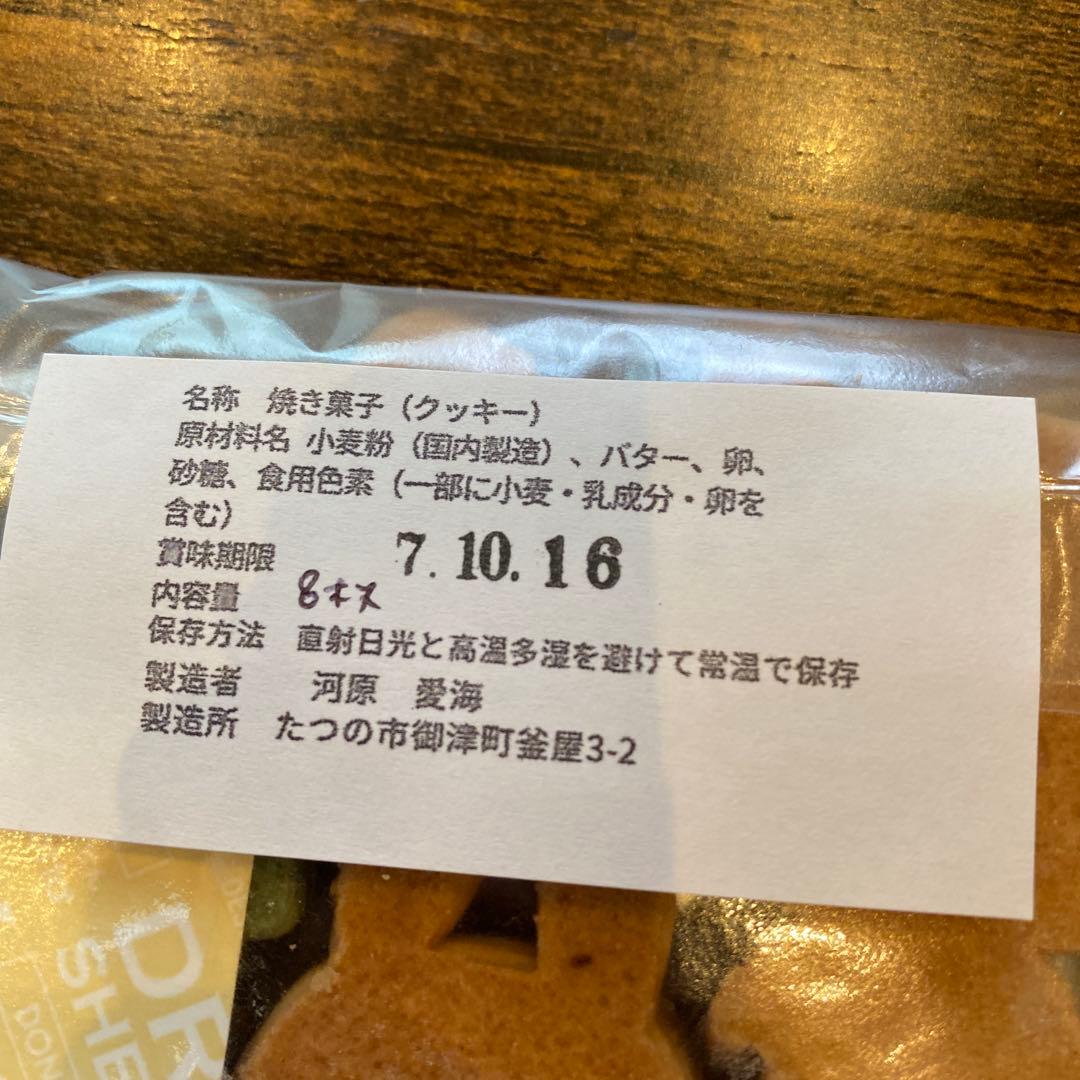 名称 焼き菓子（クッキー）
原材料名 小麦粉（国内製造）、バター、卵、
砂糖、食用色素（一部に小麦・乳成分・卵を
含む）
賞味期限 7.10.16
内容量 8コ入
保存方法 直射日光と高温多湿を避けて常温で保存
製造者 河原 愛海
製造所 たつの市御津町釜屋3-2
DR
SHE
DON